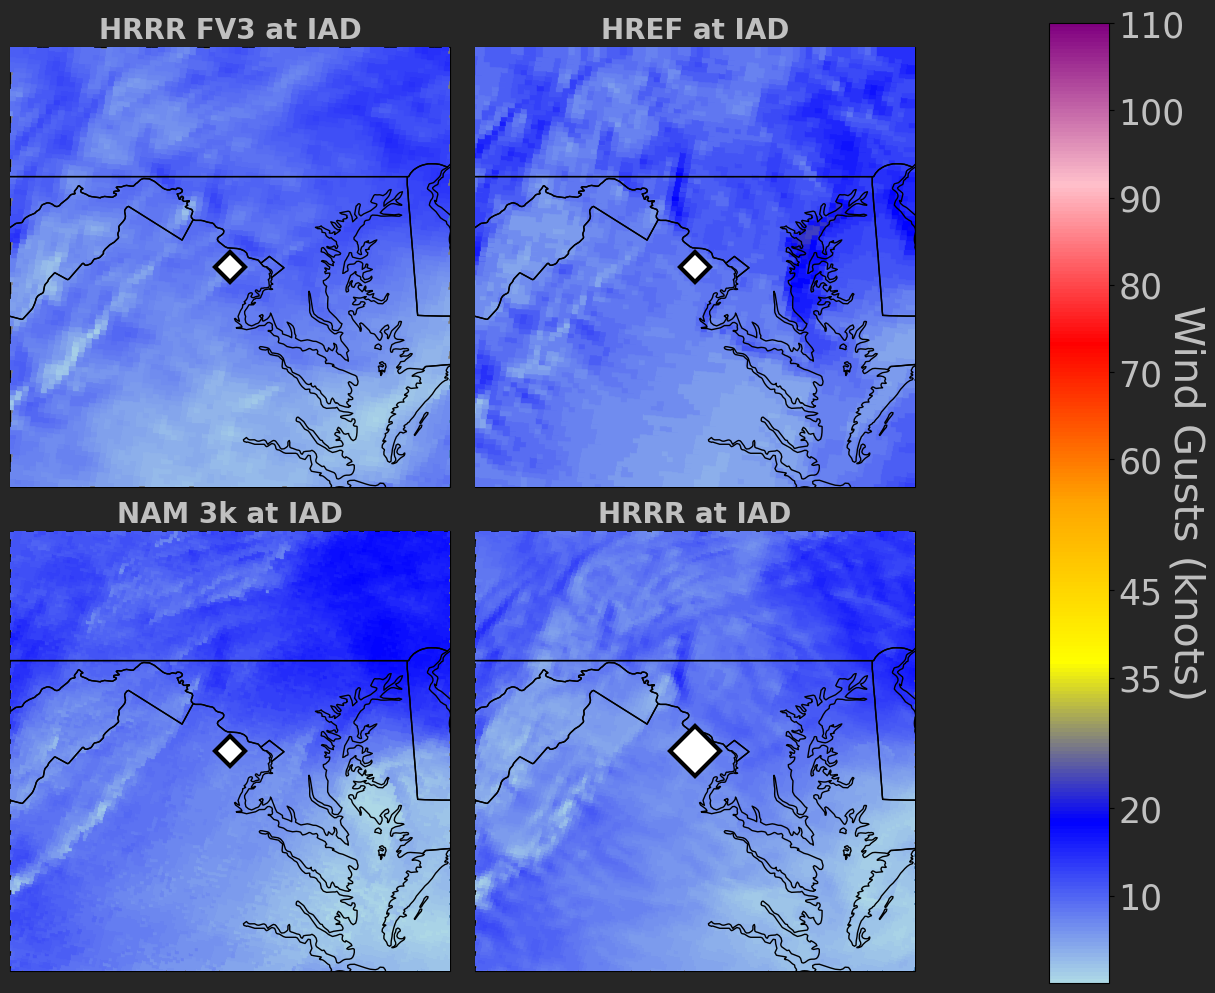 HRRR FV3 at IAD
HREF at IAD
NAM 3k at IAD
HRRR at IAD
110
100
90
80
70
60
45
35
20
10
Wind Gusts (knots)